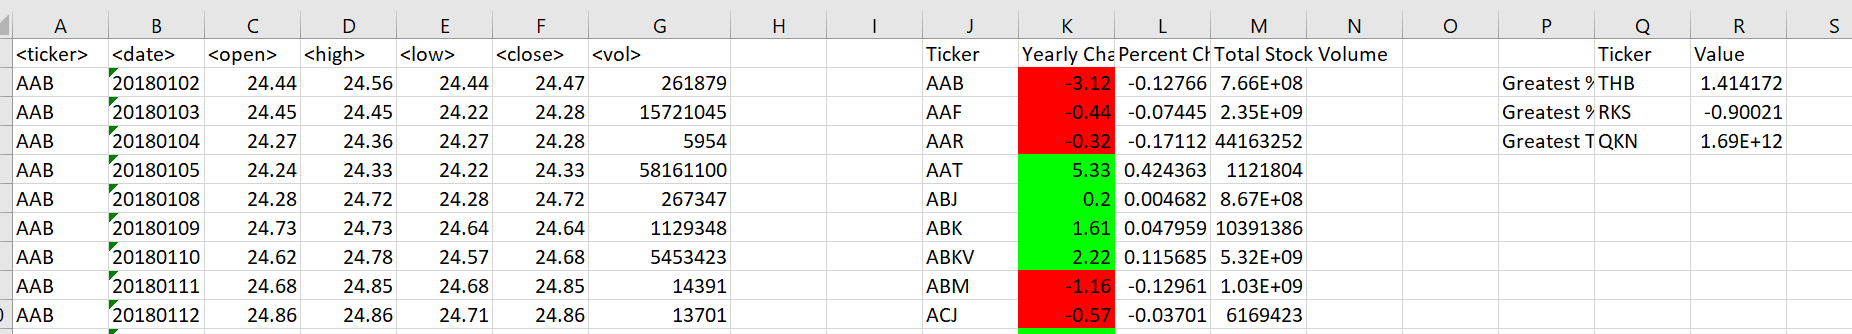 A B C D E F G H I J K L M N O P Q R S
<ticker> <date> <open> <high> <low> <close> <vol> Ticker Yearly Cha Percent Ch Total Stock Volume Ticker Value
AAB 20180102 24.44 24.56 24.44 24.47 261879 AAB -3.12 -0.12766 7.66E+08 Greatest % THB 1.414172
AAB 20180103 24.45 24.45 24.22 24.28 15721045 AAF -0.44 -0.07445 2.35E+09 Greatest % RKS -0.90021
AAB 20180104 24.27 24.36 24.27 24.28 5954 AAR -0.32 -0.17112 44163252 Greatest T QKN 1.69E+12
AAB 20180105 24.24 24.33 24.22 24.33 58161100 AAT 5.33 0.424363 1121804
AAB 20180108 24.28 24.72 24.28 24.72 267347 ABJ 0.2 0.004682 8.67E+08
AAB 20180109 24.73 24.73 24.64 24.64 1129348 ABK 1.61 0.047959 10391386
AAB 20180110 24.62 24.78 24.57 24.68 5453423 ABKV 2.22 0.115685 5.32E+09
AAB 20180111 24.68 24.85 24.68 24.85 14391 ABM -1.16 -0.12961 1.03E+09
AAB 20180112 24.86 24.86 24.71 24.86 13701 ACJ -0.57 -0.03701 6169423